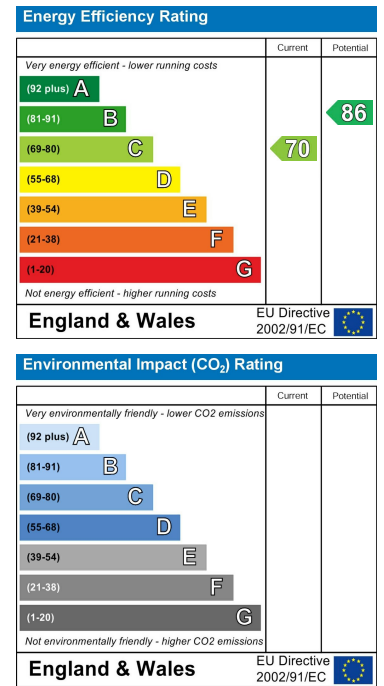 Energy Efficiency Rating
Current Potential
Very energy efficient - lower running costs
(92 plus) A
(81-91) B
86
(69-80) C
70
(55-68) D
(39-54) E
(21-38) F
(1-20) G
Not energy efficient - higher running costs
England & Wales
EU Directive
2002/91/EC
Environmental Impact (CO₂) Rating
Current Potential
Very environmentally friendly - lower CO2 emissions
(92 plus) A
(81-91) B
(69-80) C
(55-68) D
(39-54) E
(21-38) F
(1-20) G
Not environmentally friendly - higher CO2 emissions
England & Wales
EU Directive
2002/91/EC